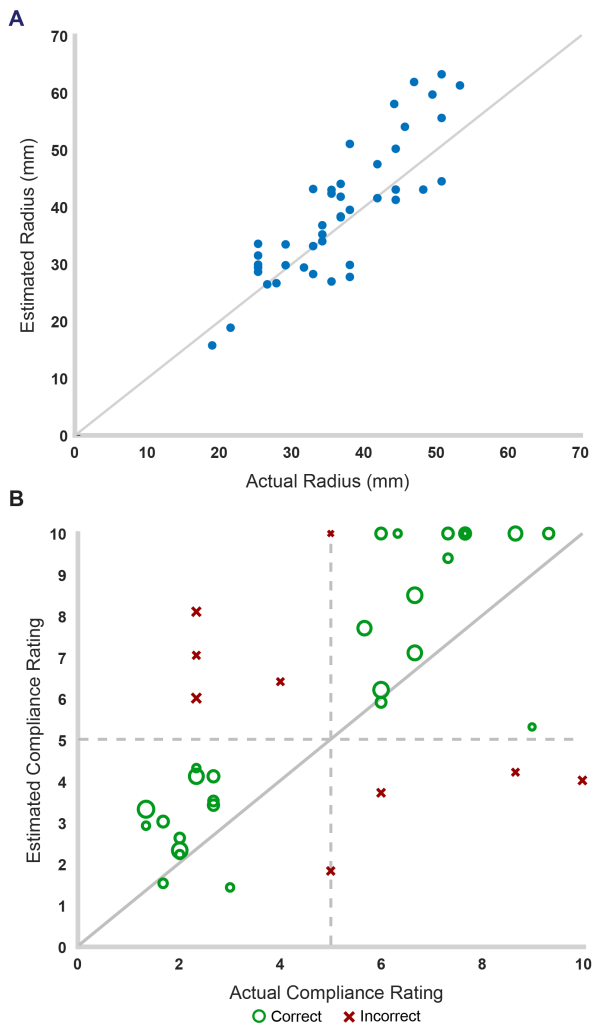 A
70
60
50
40
30
20
10
0
Estimated Radius (mm)
0 10 20 30 40 50 60 70
Actual Radius (mm)
B
10
9
8
7
6
5
4
3
2
1
0
Estimated Compliance Rating
0 2 4 6 8 10
Actual Compliance Rating
Correct Incorrect